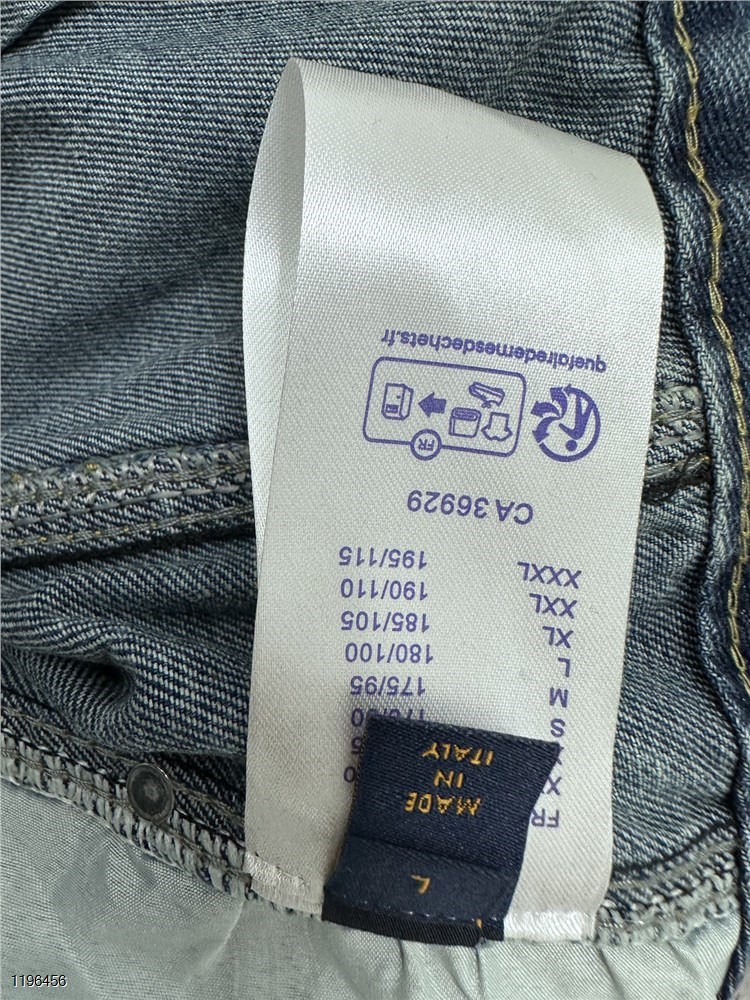 FR
L
MADE
IN
ITALY
S
M 175/95
L 180/100
XL 185/105
XXL 190/110
XXXL 195/115
CA 36929
FR
quefairedemesdechets.fr
1196456